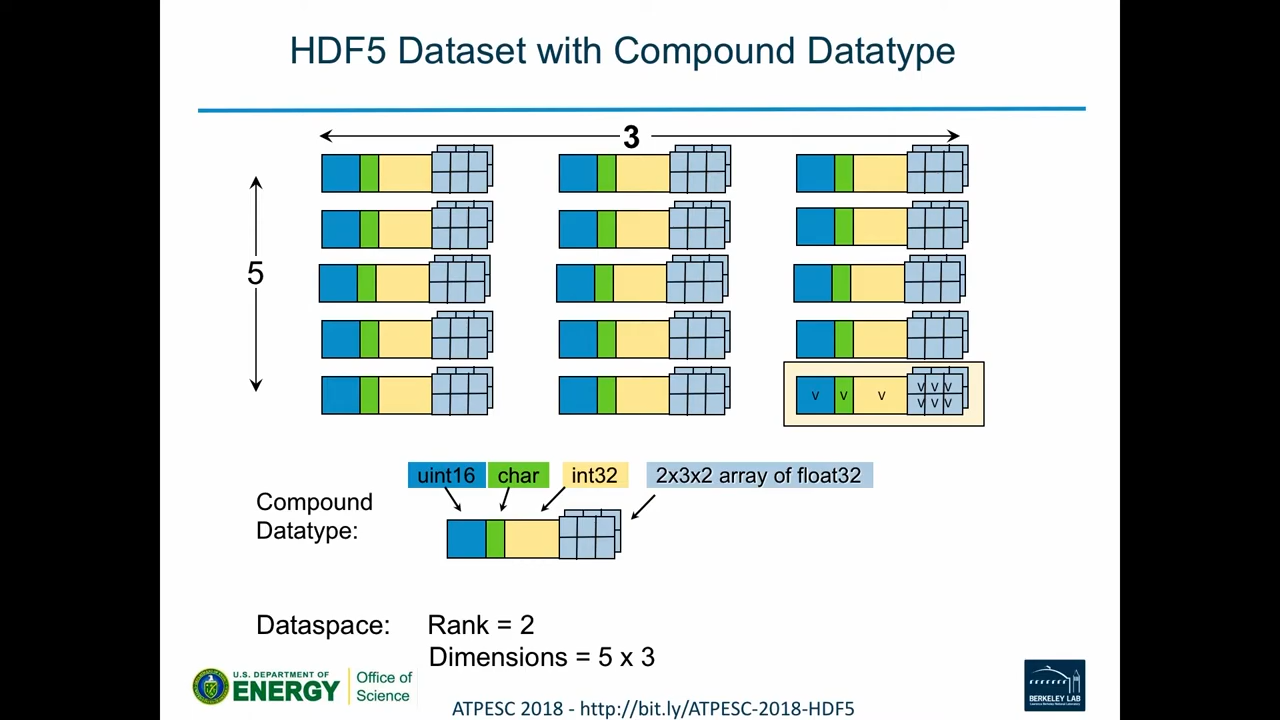 HDF5 Dataset with Compound Datatype
3
5
v v v v v v
v v v
uint16 char int32 2x3x2 array of float32
Compound
Datatype:
Dataspace: Rank = 2
Dimensions = 5 x 3
U.S. DEPARTMENT OF
ENERGY
Office of
Science
BERKELEY LAB
ATPESC 2018 - http://bit.ly/ATPESC-2018-HDF5